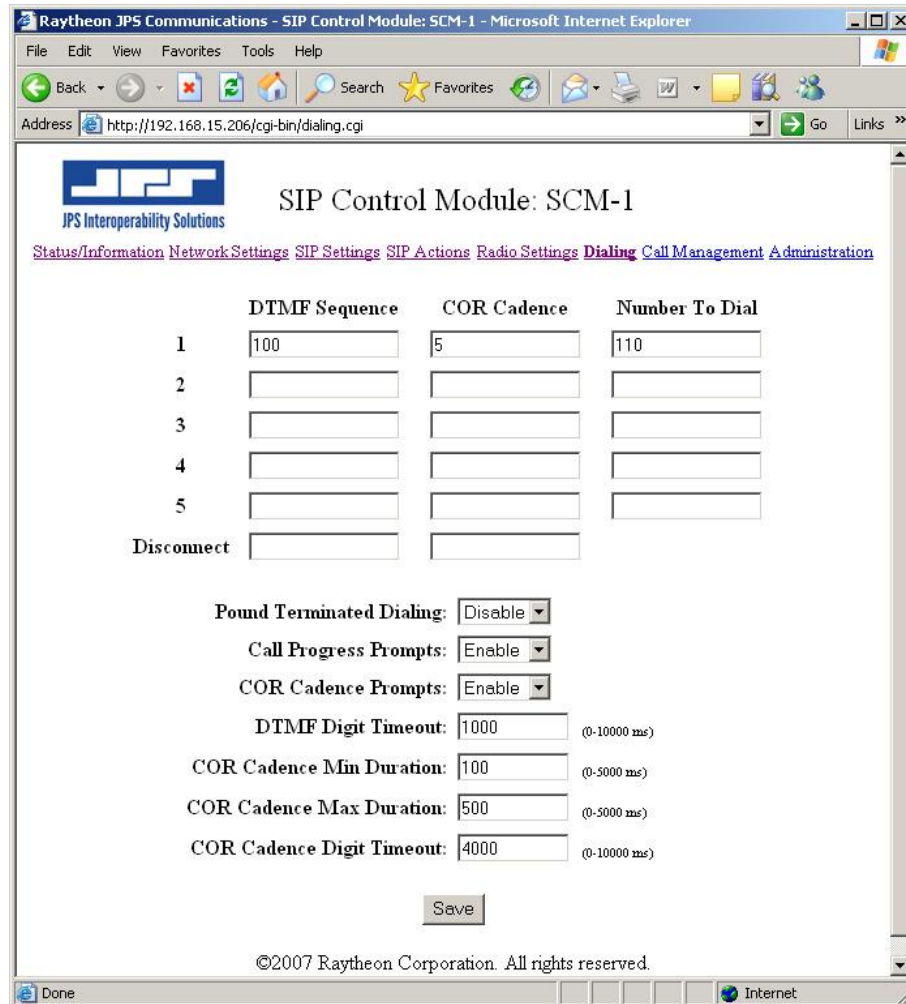 Raytheon JPS Communications - SIP Control Module: SCM-1 - Microsoft Internet Explorer
File Edit View Favorites Tools Help
Back Search Favorites
Address http://192.168.15.206/cgi-bin/dialing.cgi Go Links »
JPS
JPS Interoperability Solutions
SIP Control Module: SCM-1
Status/Information Network Settings SIP Settings SIP Actions Radio Settings Dialing Call Management Administration
DTMF Sequence COR Cadence Number To Dial
1 100 5 110
2
3
4
5
Disconnect
Pound Terminated Dialing: Disable
Call Progress Prompts: Enable
COR Cadence Prompts: Enable
DTMF Digit Timeout: 1000 (0-10000 ms)
COR Cadence Min Duration: 100 (0-5000 ms)
COR Cadence Max Duration: 500 (0-5000 ms)
COR Cadence Digit Timeout: 4000 (0-10000 ms)
Save
©2007 Raytheon Corporation. All rights reserved.
Done Internet